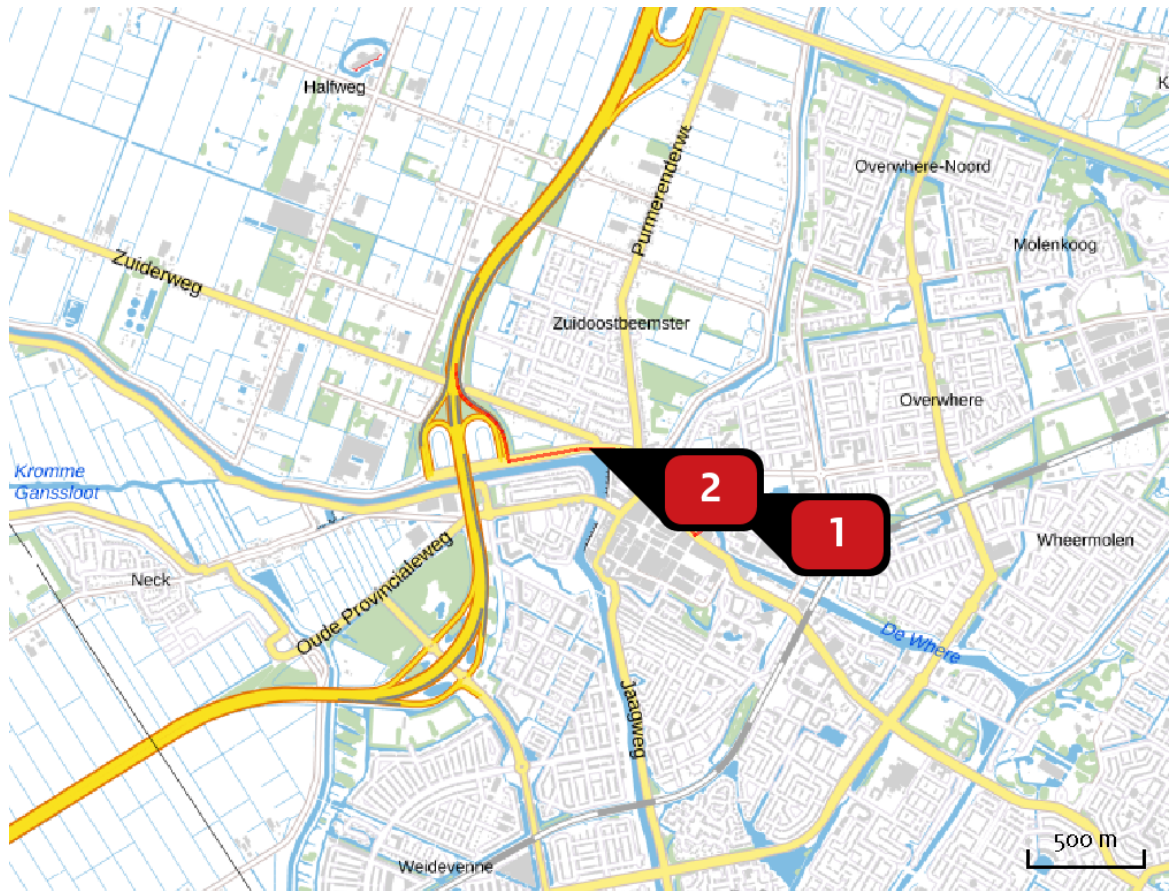 Halfweg
K
Purmerenderwe
Overwhere-Noord
Molenkoog
Zuiderweg
Zuidoostbeemster
Overwhere
Kromme
Ganssloot
2
1
Wheermolen
Neck
Oude Provincialeweg
De Where
Jaagweg
500 m
Weidevenne